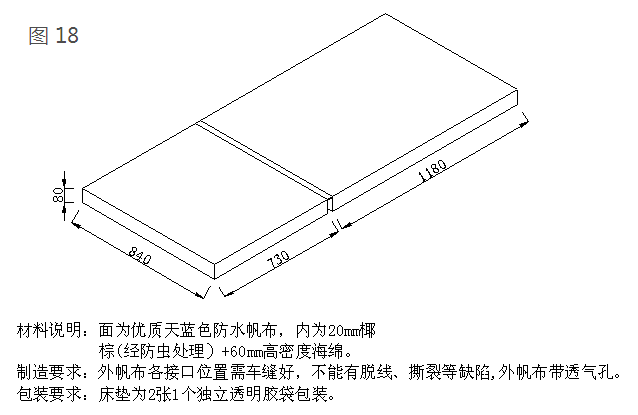 图 18
80
840
730
1180
材料说明：面为优质天蓝色防水帆布，内为20mm椰
棕(经防虫处理）+60mm高密度海绵。
制造要求：外帆布各接口位置需车缝好，不能有脱线、撕裂等缺陷,外帆布带透气孔。
包装要求：床垫为2张1个独立透明胶袋包装。